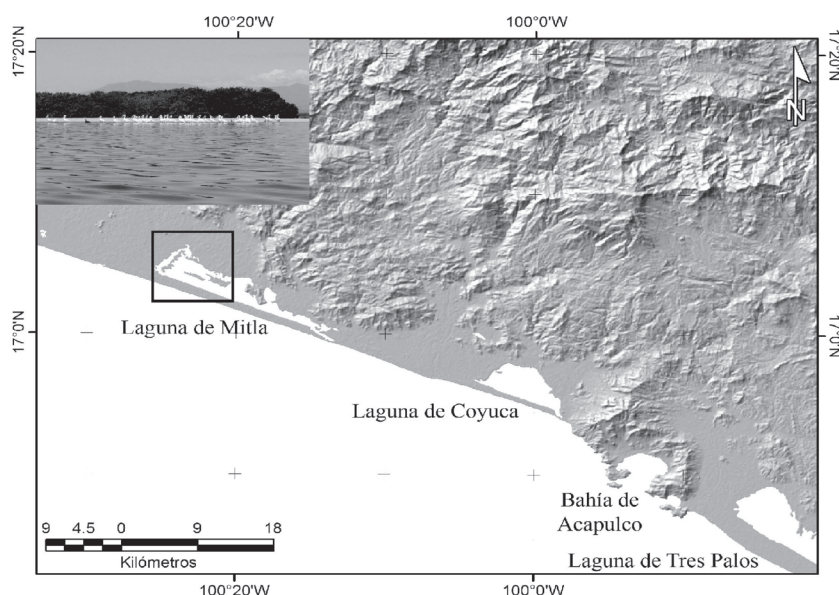 100°20'W 100°0'W
17°20'N 17°20'N
N
Laguna de Mitla
17°0'N 17°0'N
Laguna de Coyuca
Bahía de
Acapulco
9 4.5 0 9 18
Kilómetros
Laguna de Tres Palos
100°20'W 100°0'W